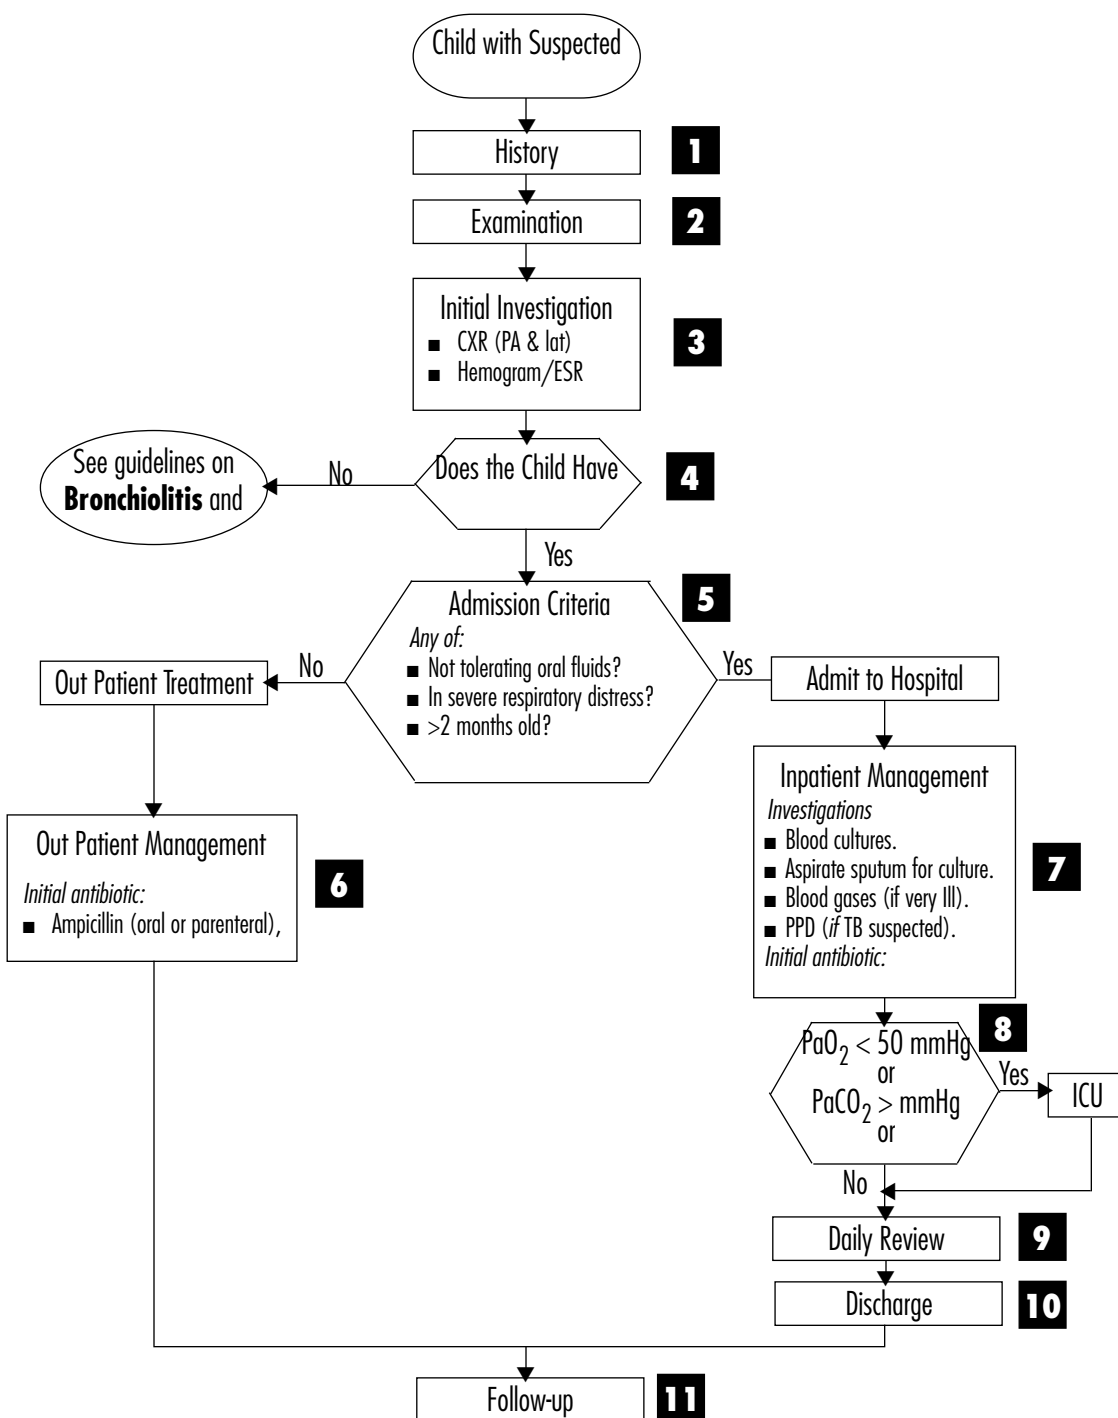 Child with Suspected
History
1
Examination
2
Initial Investigation
■ CXR (PA & lat)
■ Hemogram/ESR
3
Does the Child Have
4
No
See guidelines on
Bronchiolitis and
Yes
Admission Criteria
5
Any of:
■ Not tolerating oral fluids?
■ In severe respiratory distress?
■ >2 months old?
No
Out Patient Treatment
Yes
Admit to Hospital
Out Patient Management
Initial antibiotic:
■ Ampicillin (oral or parenteral),
6
Inpatient Management
Investigations
■ Blood cultures.
■ Aspirate sputum for culture.
■ Blood gases (if very Ill).
■ PPD (if TB suspected).
Initial antibiotic:
7
PaO2 < 50 mmHg
or
PaCO2 > mmHg
or
8
Yes
ICU
No
Daily Review
9
Discharge
10
Follow-up
11